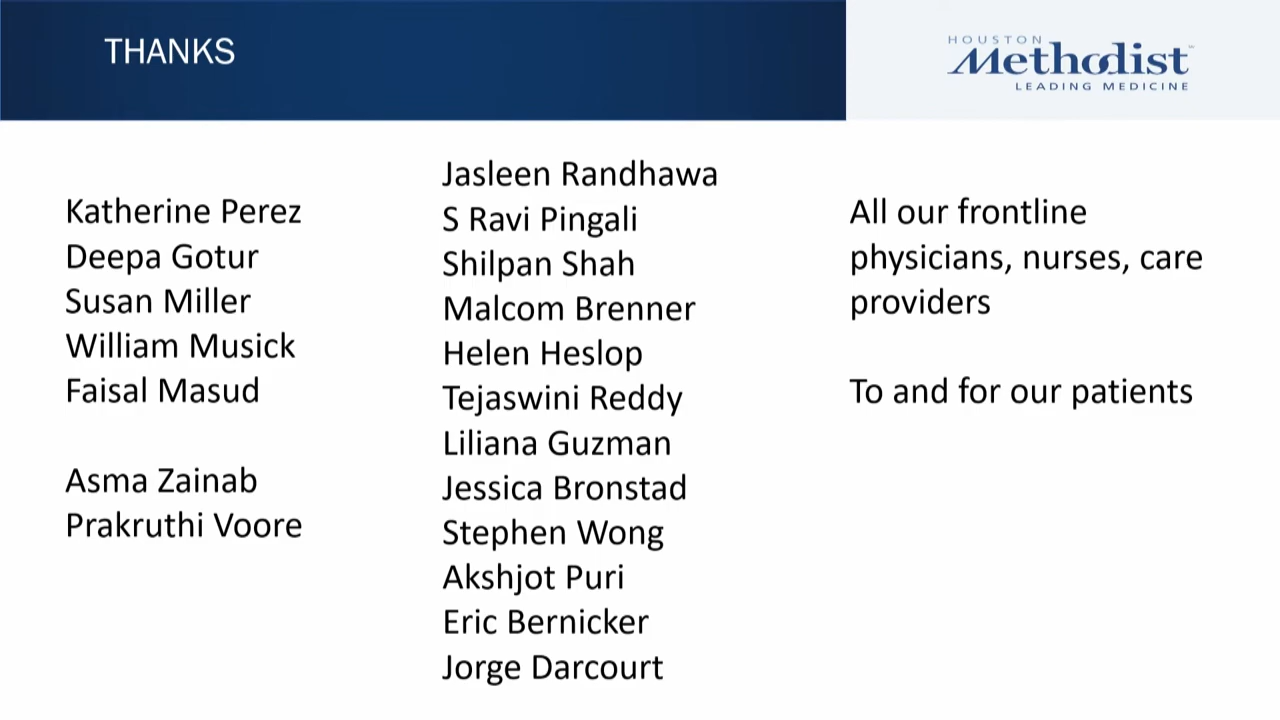 THANKS
HOUSTON
Methodist
LEADING MEDICINE
Katherine Perez
Deepa Gotur
Susan Miller
William Musick
Faisal Masud
Asma Zainab
Prakruthi Voore
Jasleen Randhawa
S Ravi Pingali
Shilpan Shah
Malcom Brenner
Helen Heslop
Tejaswini Reddy
Liliana Guzman
Jessica Bronstad
Stephen Wong
Akshjot Puri
Eric Bernicker
Jorge Darcourt
All our frontline
physicians, nurses, care
providers
To and for our patients